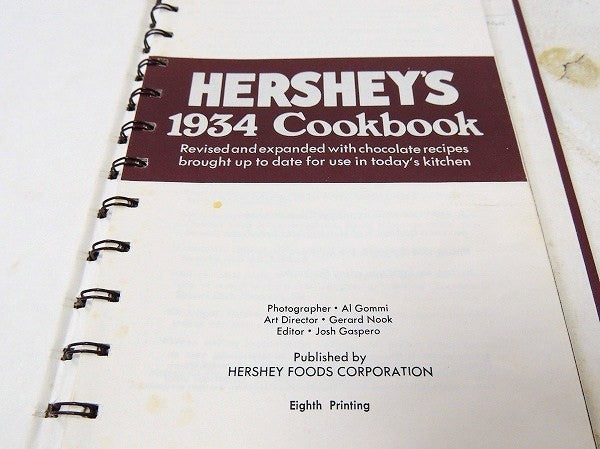 HERSHEY'S
1934 Cookbook
Revised and expanded with chocolate recipes
brought up to date for use in today's kitchen
Photographer • Al Gommi
Art Director • Gerard Nook
Editor • Josh Gaspero
Published by
HERSHEY FOODS CORPORATION
Eighth Printing